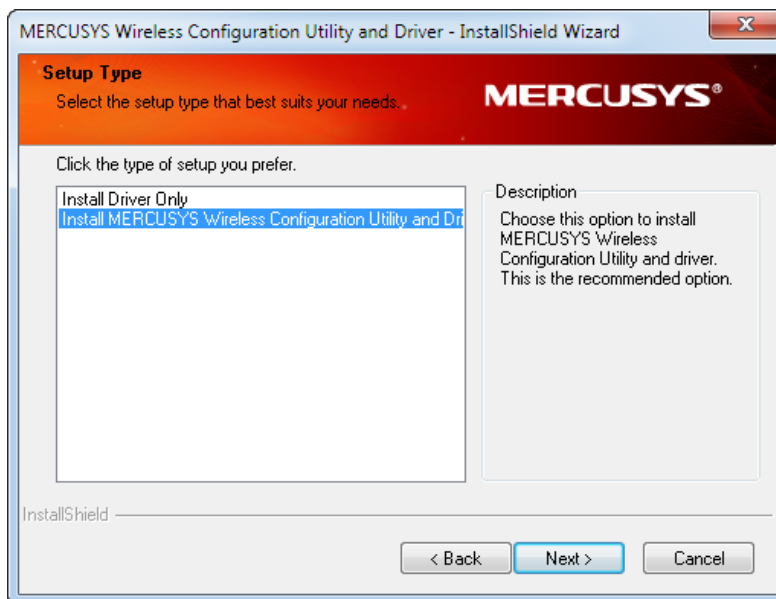 MERCUSYS Wireless Configuration Utility and Driver - InstallShield Wizard
Setup Type
Select the setup type that best suits your needs.
MERCUSYS®
Click the type of setup you prefer.
Install Driver Only
Install MERCUSYS Wireless Configuration Utility and Dri
Description
Choose this option to install
MERCUSYS Wireless
Configuration Utility and driver.
This is the recommended option.
InstallShield
< Back
Next >
Cancel